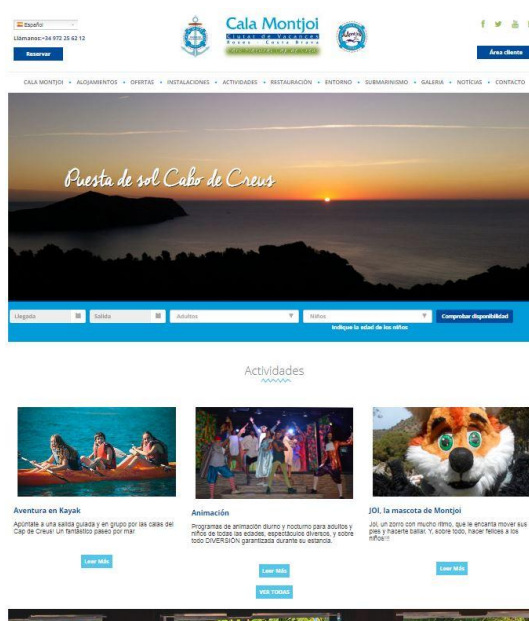 Español
Llámanos:+34 972 25 62 12
Reservar
Cala Montjoi
Ciutat de Vacances
Roses - Costa Brava
Área cliente
CALA MONTJOI • ALOJAMIENTOS • OFERTAS • INSTALACIONES • ACTIVIDADES • RESTAURACIÓN • ENTORNO • SUBMARINISMO • GALERIA • NOTÍCIAS • CONTACTO
Puesta de sol Cabo de Creus
Llegada
Salida
Adultos
Niños
Comprobar disponibilidad
Indique la edad de los niños
Actividades
Aventura en Kayak
Apúntate a una salida guiada y en grupo por las calas del
Cap de Creus! Un fantástico paseo por mar.
Leer Más
Animación
Programas de animación diurno y nocturno para adultos y
niños de todas las edades, espectáculos diversos, y sobre
todo DIVERSIÓN garantizada durante su estancia.
Leer Más
VER TODAS
JOI, la mascota de Montjoi
Joi, un zorro con mucho ritmo, que le encanta mover sus
pies y hacerte bailar. Y, sobre todo, hacer felices a los
niños!!!
Leer Más